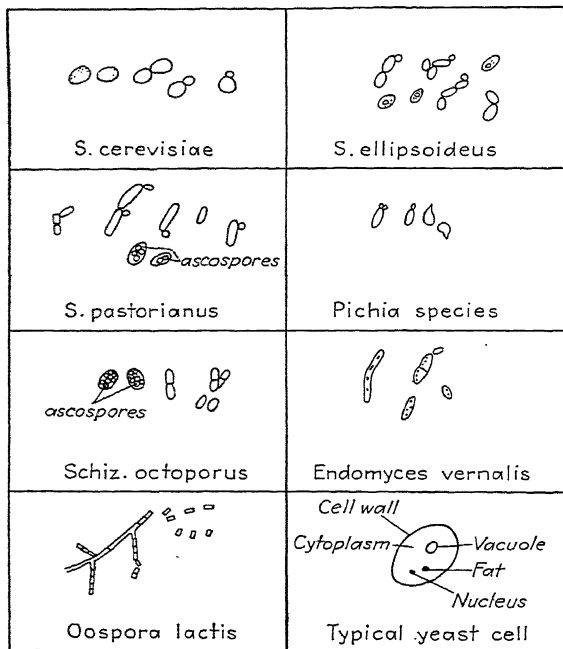 S. cerevisiae
S. ellipsoideus
ascospores
S. pastorianus
Pichia species
ascospores
Schiz. octoporus
Endomyces vernalis
Oospora lactis
Cell wall
Cytoplasm
Vacuole
Fat
Nucleus
Typical yeast cell